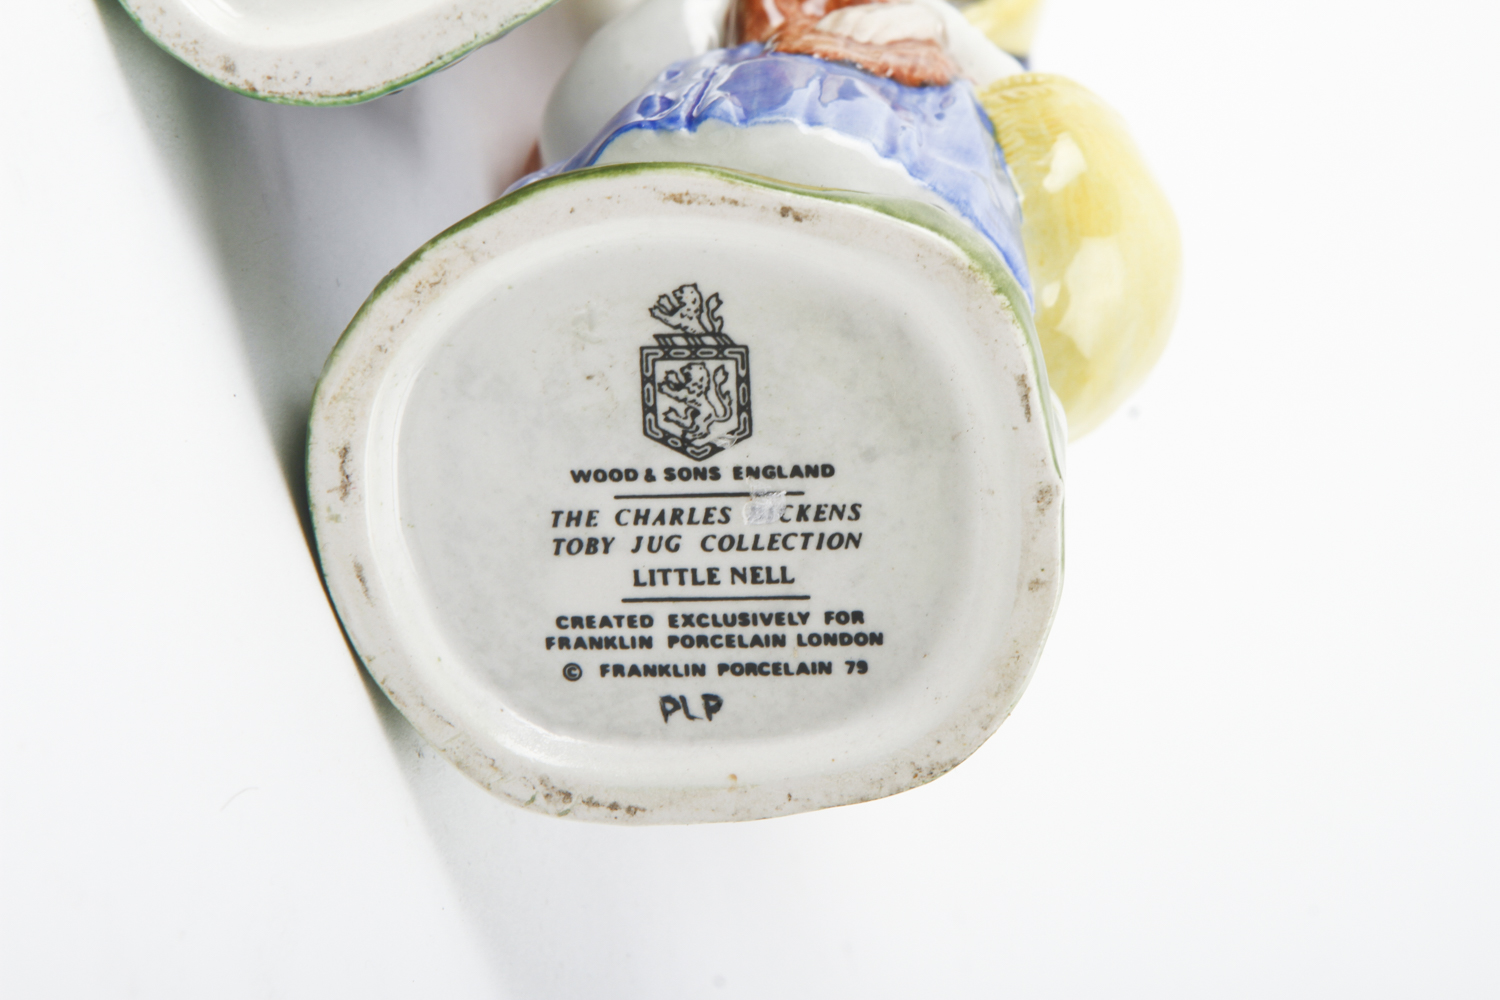 WOOD & SONS ENGLAND
THE CHARLES DICKENS
TOBY JUG COLLECTION
LITTLE NELL
CREATED EXCLUSIVELY FOR
FRANKLIN PORCELAIN LONDON
© FRANKLIN PORCELAIN 79
PLP